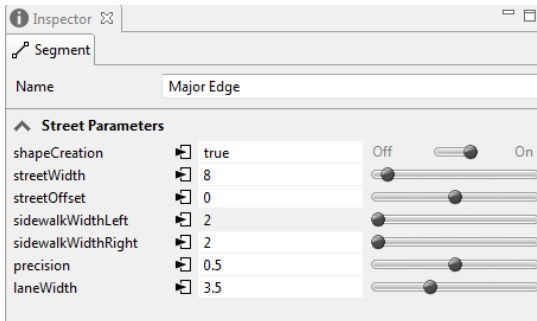 Inspector
Segment
Name Major Edge
Street Parameters
shapeCreation true Off On
streetWidth 8
streetOffset 0
sidewalkWidthLeft 2
sidewalkWidthRight 2
precision 0.5
laneWidth 3.5